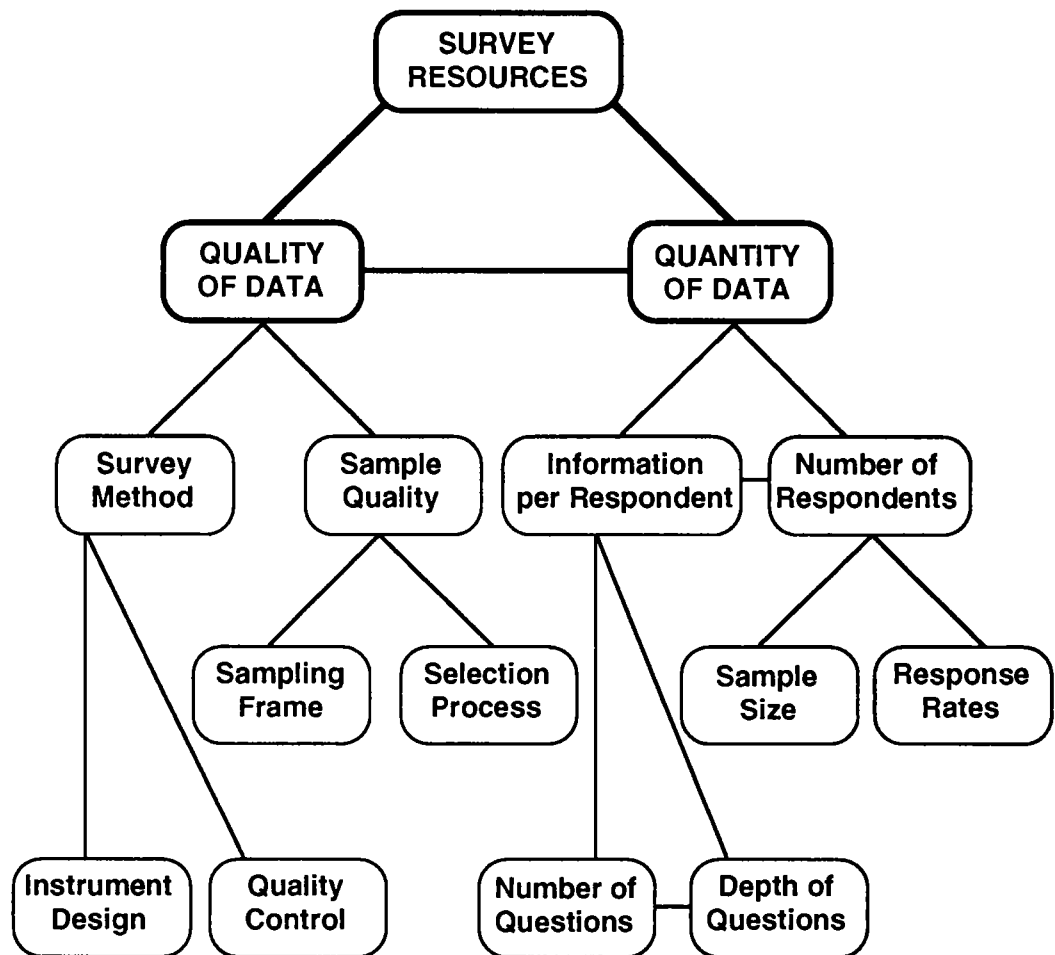 SURVEY
RESOURCES
QUALITY
OF DATA
QUANTITY
OF DATA
Survey
Method
Sample
Quality
Information
per Respondent
Number of
Respondents
Sampling
Frame
Selection
Process
Sample
Size
Response
Rates
Instrument
Design
Quality
Control
Number of
Questions
Depth of
Questions